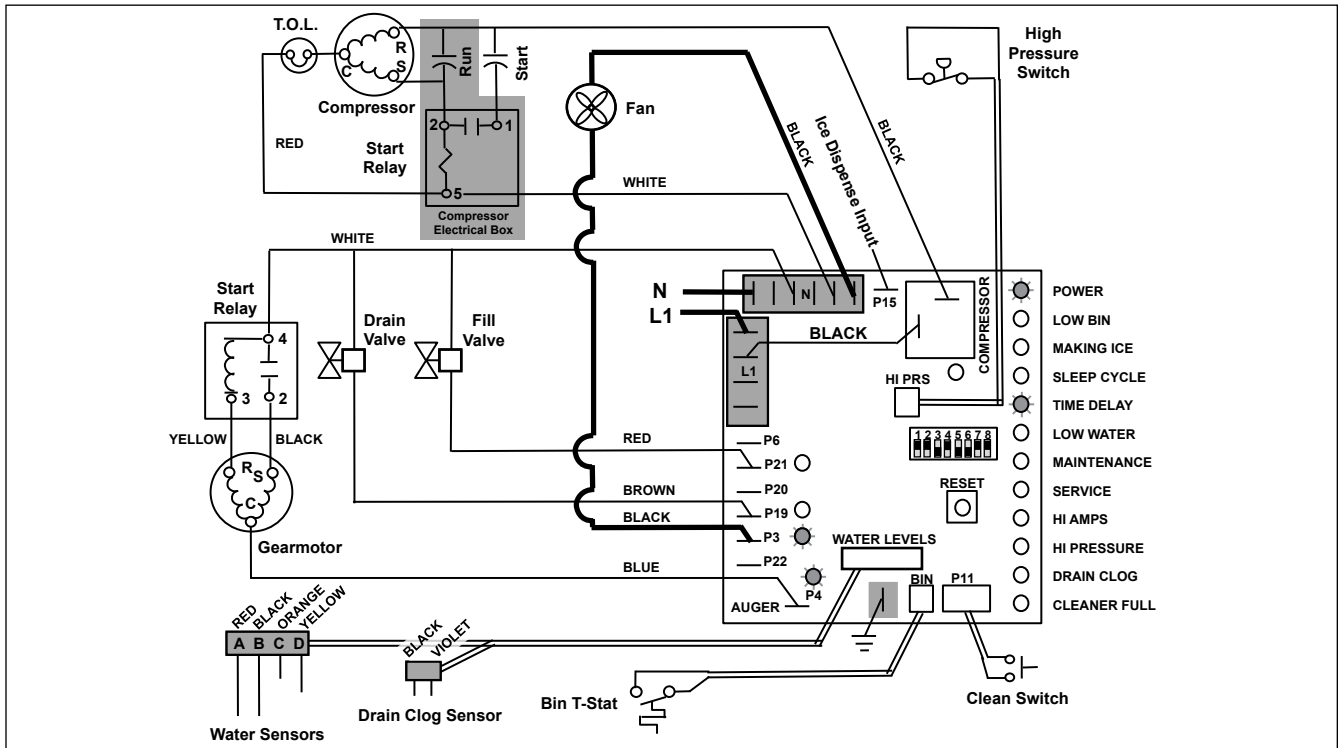 T.O.L.
R
S
C
Compressor
Run
Start
2
1
Start
Relay
5
Compressor
Electrical Box
RED
WHITE
WHITE
Fan
BLACK
Ice Dispense Input
BLACK
High
Pressure
Switch
Start
Relay
4
3
2
YELLOW
BLACK
R
S
C
Gearmotor
Drain
Valve
Fill
Valve
N
L1
N
P15
BLACK
L1
COMPRESSOR
HI PRS
1 2 3 4 5 6 7 8
RESET
POWER
LOW BIN
MAKING ICE
SLEEP CYCLE
TIME DELAY
LOW WATER
MAINTENANCE
SERVICE
HI AMPS
HI PRESSURE
DRAIN CLOG
CLEANER FULL
RED
BROWN
BLACK
BLUE
P6
P21
P20
P19
P3
P22
P4
AUGER
WATER LEVELS
BIN
P11
RED
BLACK
ORANGE
YELLOW
A B C D
Water Sensors
BLACK
VIOLET
Drain Clog Sensor
Bin T-Stat
Clean Switch